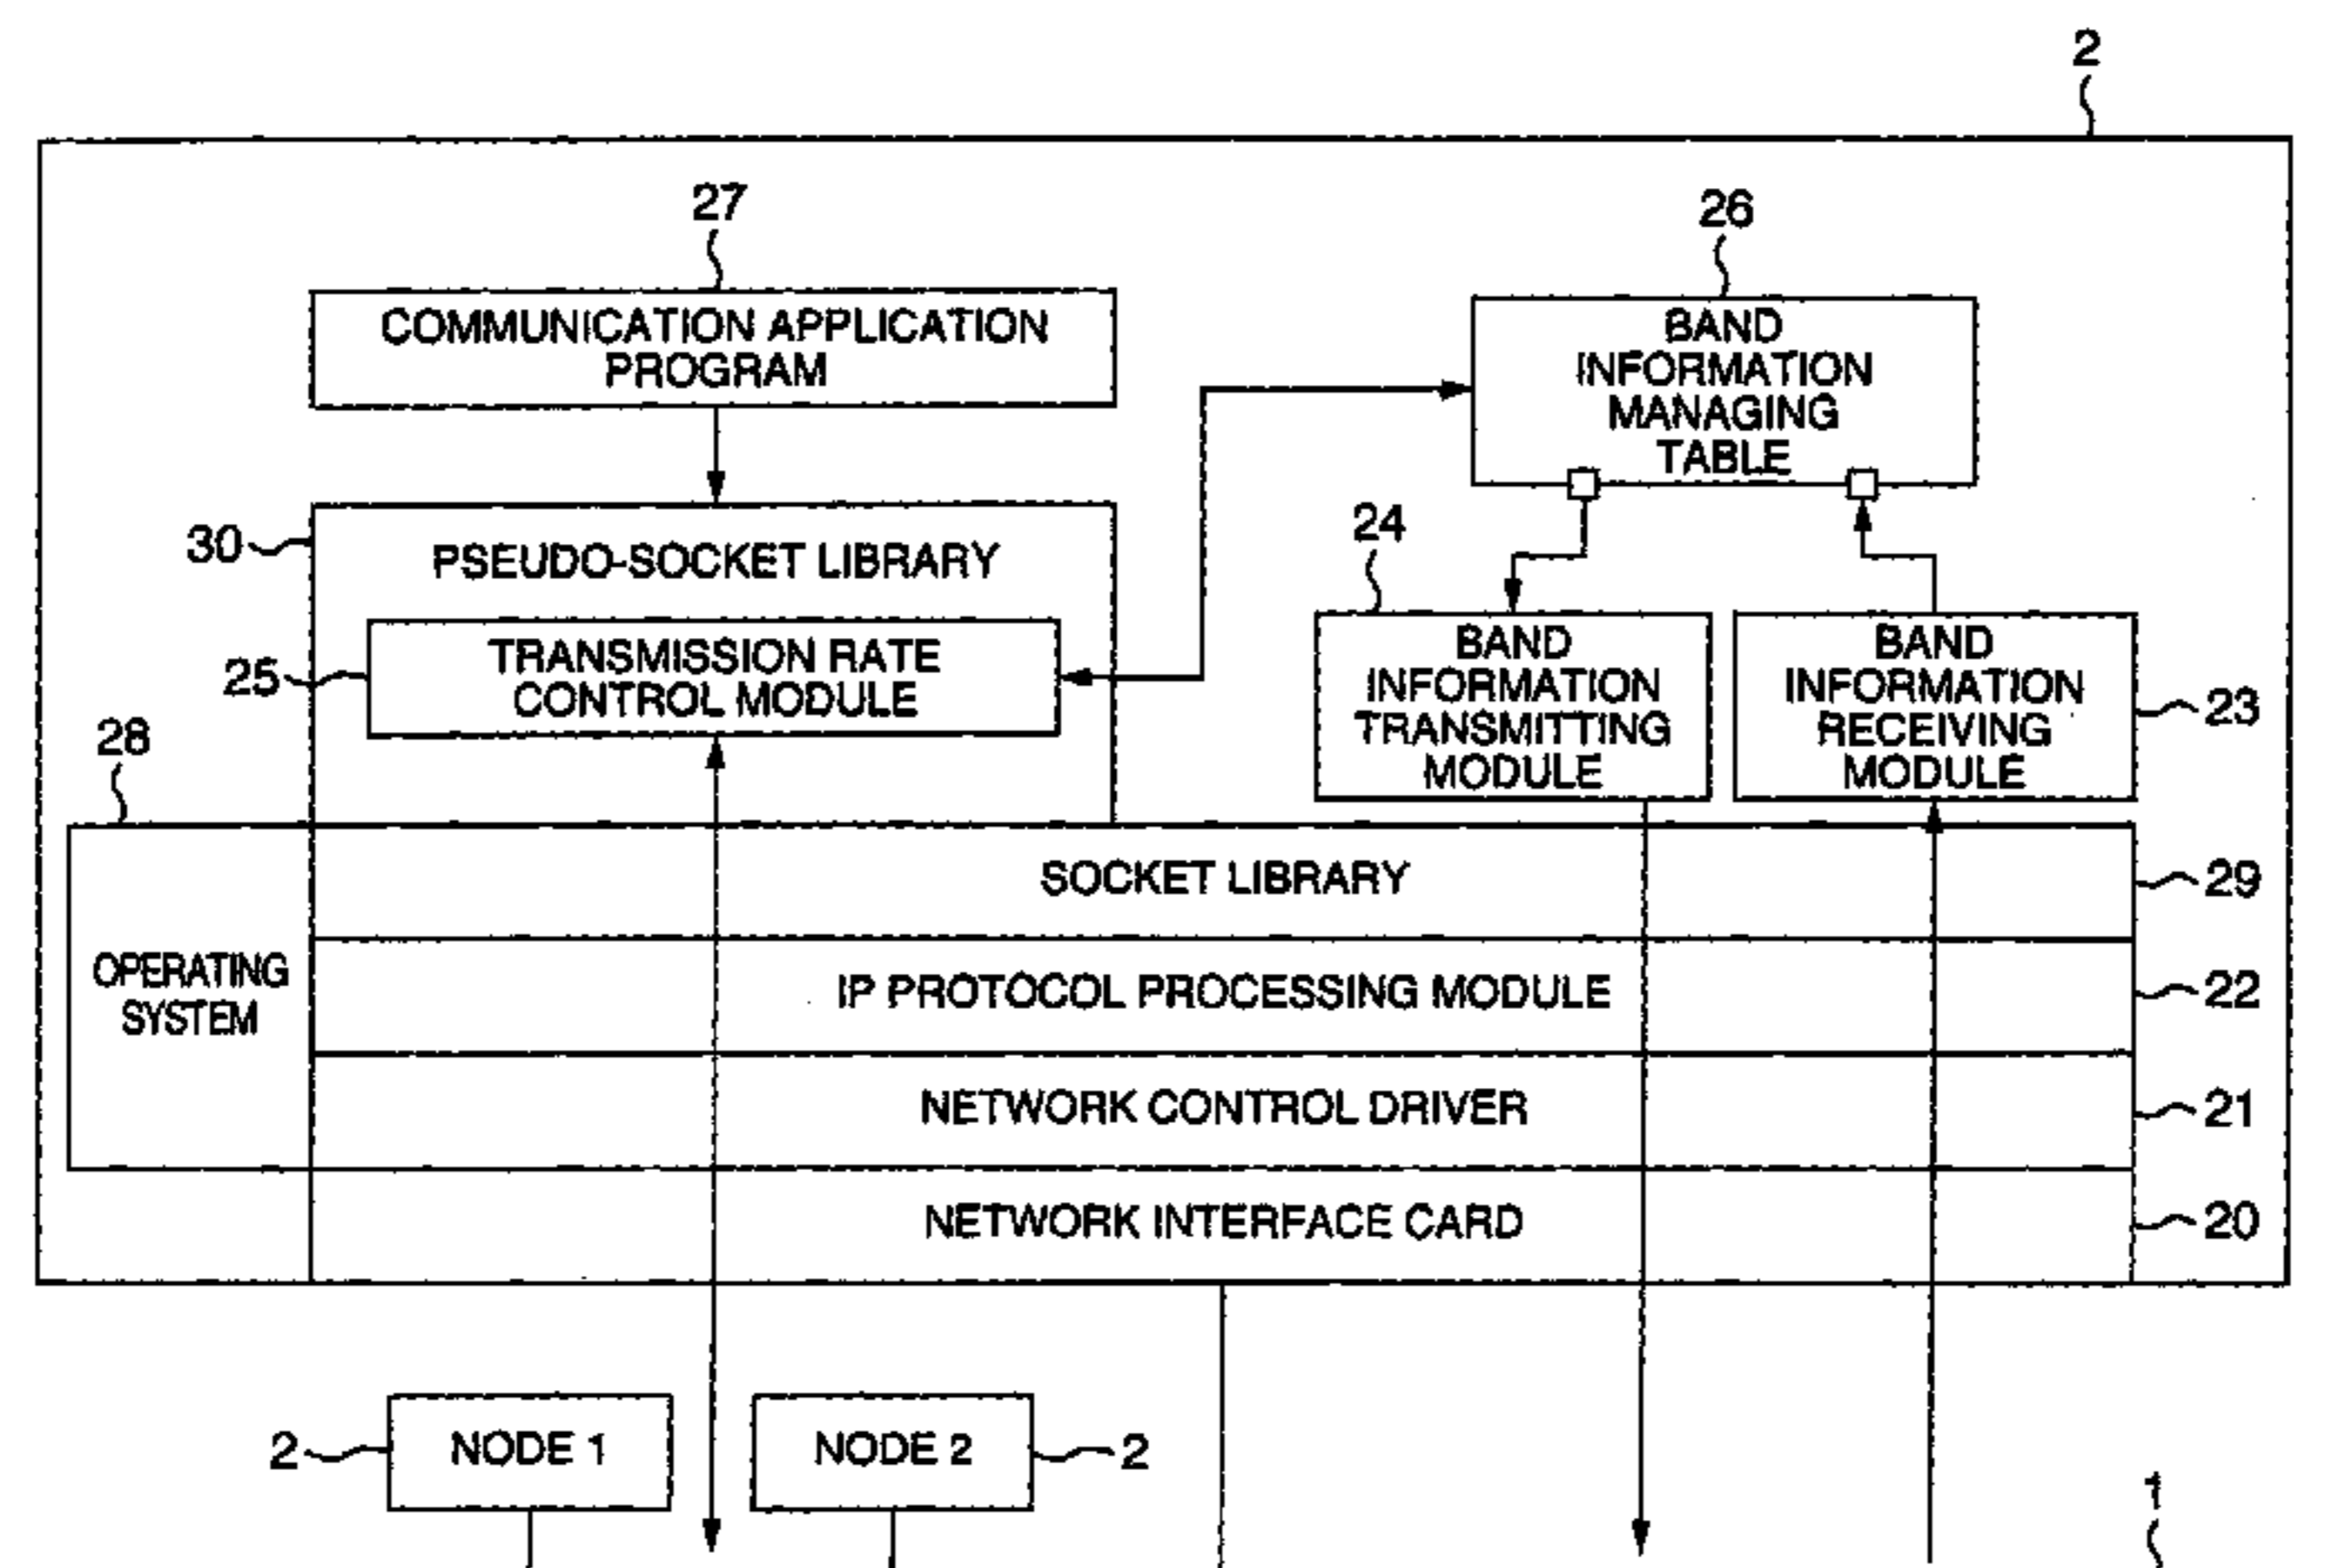 2
27
26
COMMUNICATION APPLICATION
PROGRAM
BAND
INFORMATION
MANAGING
TABLE
30
PSEUDO-SOCKET LIBRARY
24
25
TRANSMISSION RATE
CONTROL MODULE
BAND
INFORMATION
TRANSMITTING
MODULE
BAND
INFORMATION
RECEIVING
MODULE
23
28
OPERATING
SYSTEM
SOCKET LIBRARY
29
IP PROTOCOL PROCESSING MODULE
22
NETWORK CONTROL DRIVER
21
NETWORK INTERFACE CARD
20
2
NODE 1
NODE 2
2
1